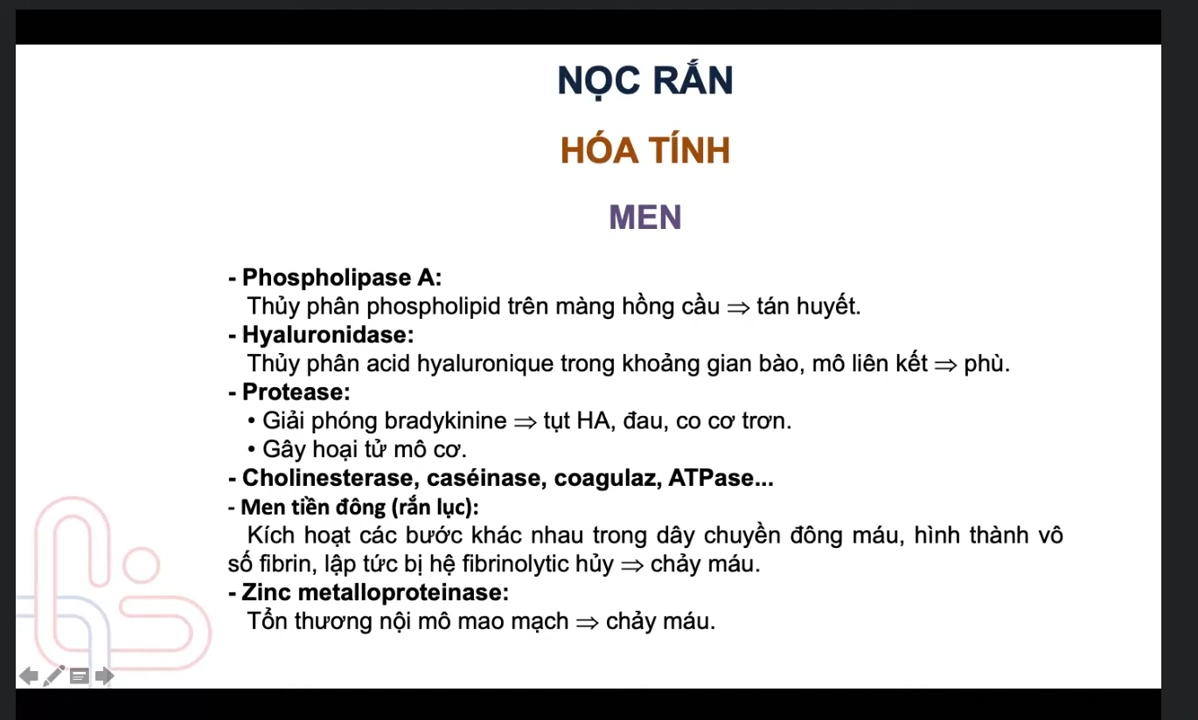 NỌC RẮN
HÓA TÍNH
MEN
- Phospholipase A:
Thủy phân phospholipid trên màng hồng cầu ⇒ tán huyết.
- Hyaluronidase:
Thủy phân acid hyaluronique trong khoảng gian bào, mô liên kết ⇒ phù.
- Protease:
• Giải phóng bradykinine ⇒ tụt HA, đau, co cơ trơn.
• Gây hoại tử mô cơ.
- Cholinesterase, caséinase, coagulaz, ATPase...
- Men tiền đông (rắn lục):
Kích hoạt các bước khác nhau trong dây chuyền đông máu, hình thành vô
số fibrin, lập tức bị hệ fibrinolytic hủy ⇒ chảy máu.
- Zinc metalloproteinase:
Tổn thương nội mô mao mạch ⇒ chảy máu.